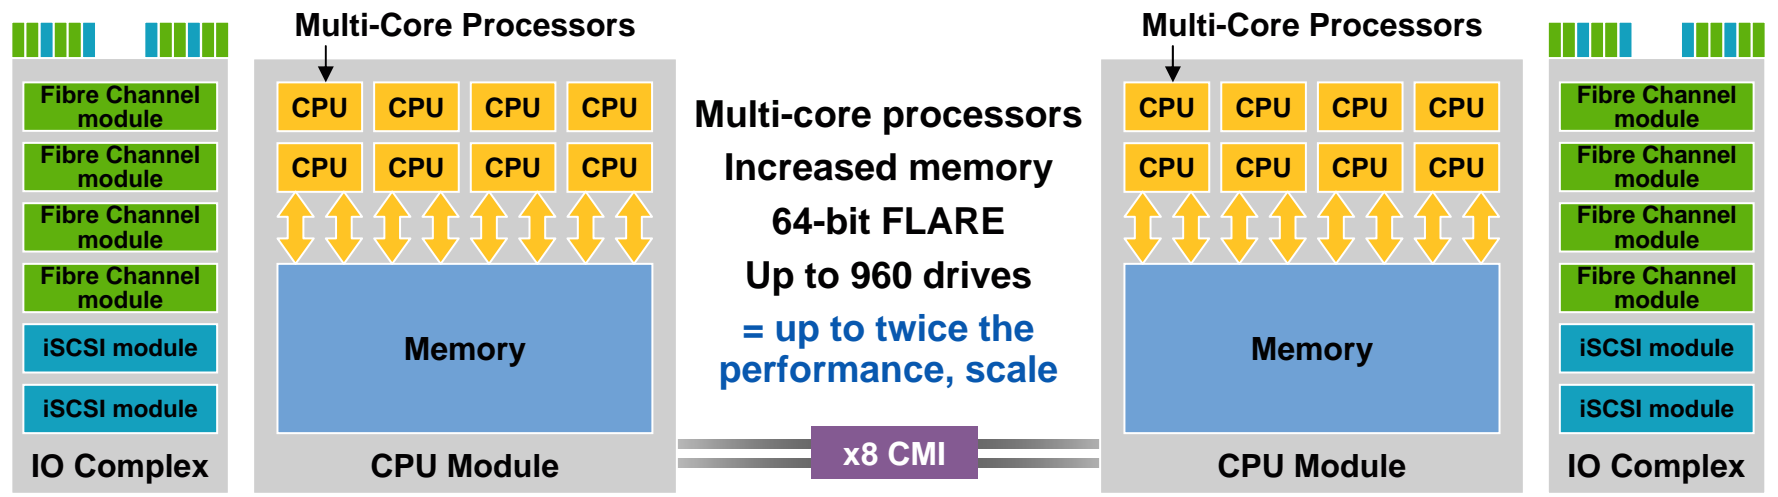 Multi-Core Processors
Multi-Core Processors
Fibre Channel
module
Fibre Channel
module
Fibre Channel
module
Fibre Channel
module
iSCSI module
iSCSI module
IO Complex
CPU CPU CPU CPU
CPU CPU CPU CPU
Memory
CPU Module
Multi-core processors
Increased memory
64-bit FLARE
Up to 960 drives
= up to twice the
performance, scale
x8 CMI
CPU CPU CPU CPU
CPU CPU CPU CPU
Memory
CPU Module
Fibre Channel
module
Fibre Channel
module
Fibre Channel
module
Fibre Channel
module
iSCSI module
iSCSI module
IO Complex